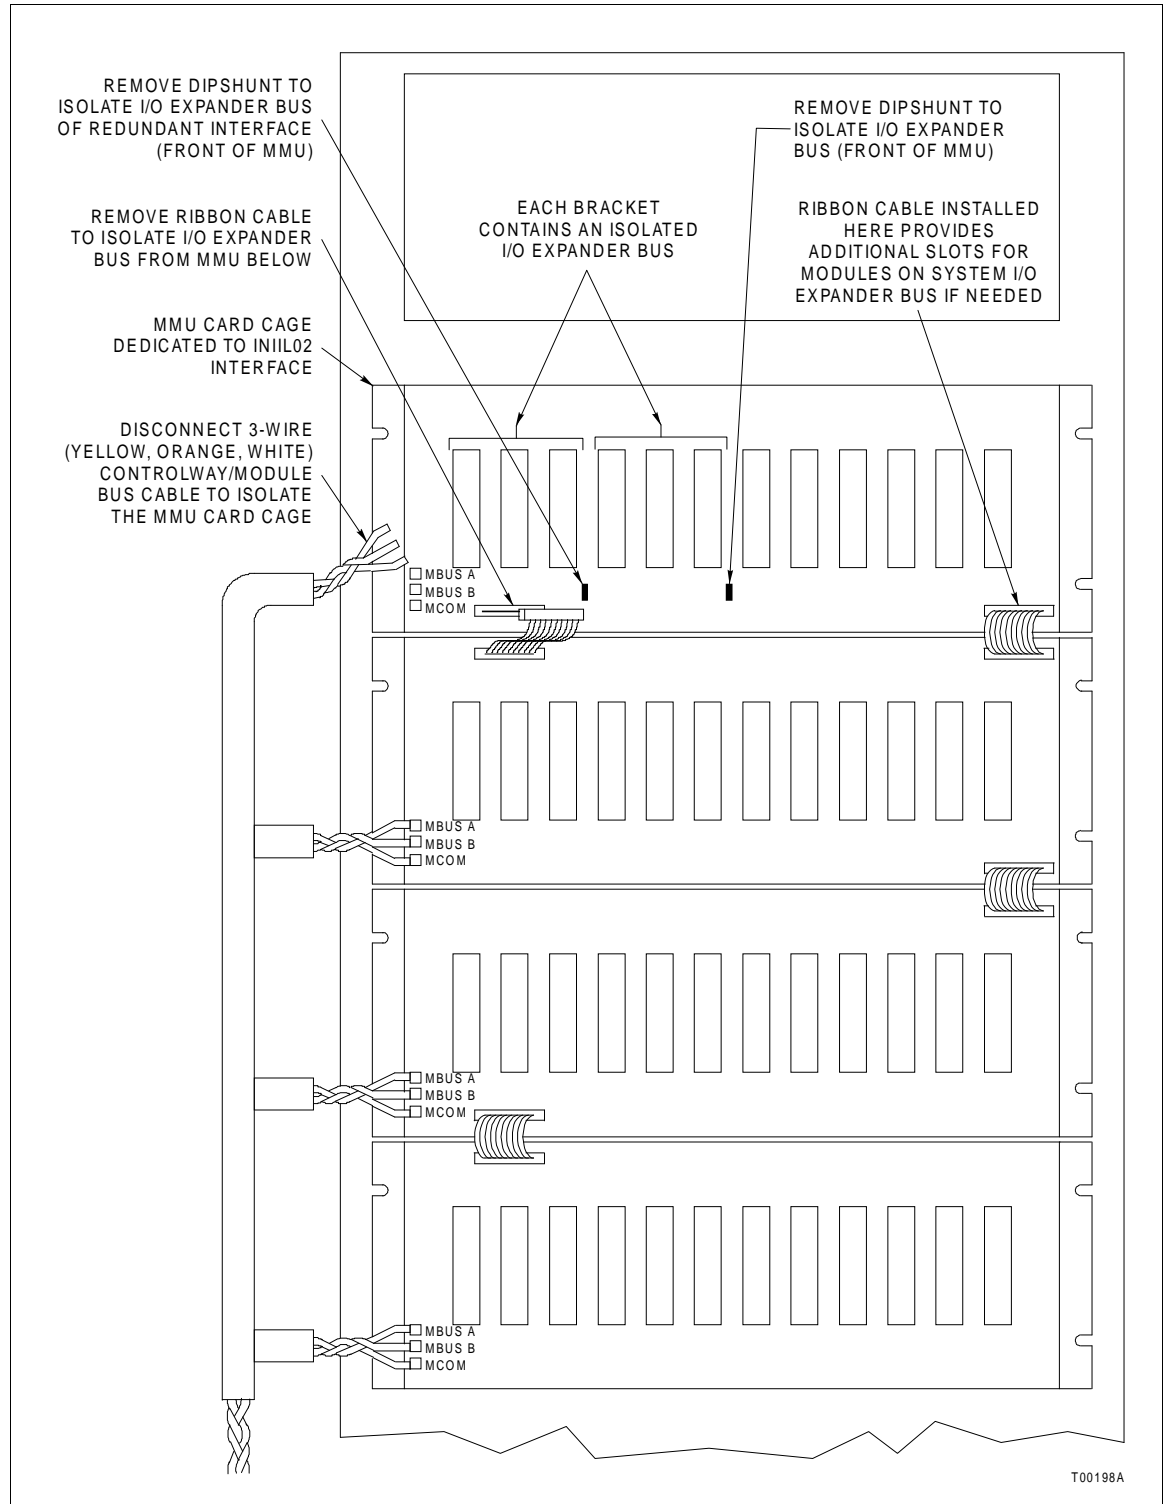 REMOVE DIPSHUNT TO
ISOLATE I/O EXPANDER BUS
OF REDUNDANT INTERFACE
(FRONT OF MMU)
REMOVE DIPSHUNT TO
ISOLATE I/O EXPANDER
BUS (FRONT OF MMU)
REMOVE RIBBON CABLE
TO ISOLATE I/O EXPANDER
BUS FROM MMU BELOW
EACH BRACKET
CONTAINS AN ISOLATED
I/O EXPANDER BUS
RIBBON CABLE INSTALLED
HERE PROVIDES
ADDITIONAL SLOTS FOR
MODULES ON SYSTEM I/O
EXPANDER BUS IF NEEDED
MMU CARD CAGE
DEDICATED TO INIIL02
INTERFACE
DISCONNECT 3-WIRE
(YELLOW, ORANGE, WHITE)
CONTROLWAY/MODULE
BUS CABLE TO ISOLATE
THE MMU CARD CAGE
MBUS A
MBUS B
MCOM
MBUS A
MBUS B
MCOM
MBUS A
MBUS B
MCOM
MBUS A
MBUS B
MCOM
T00198A